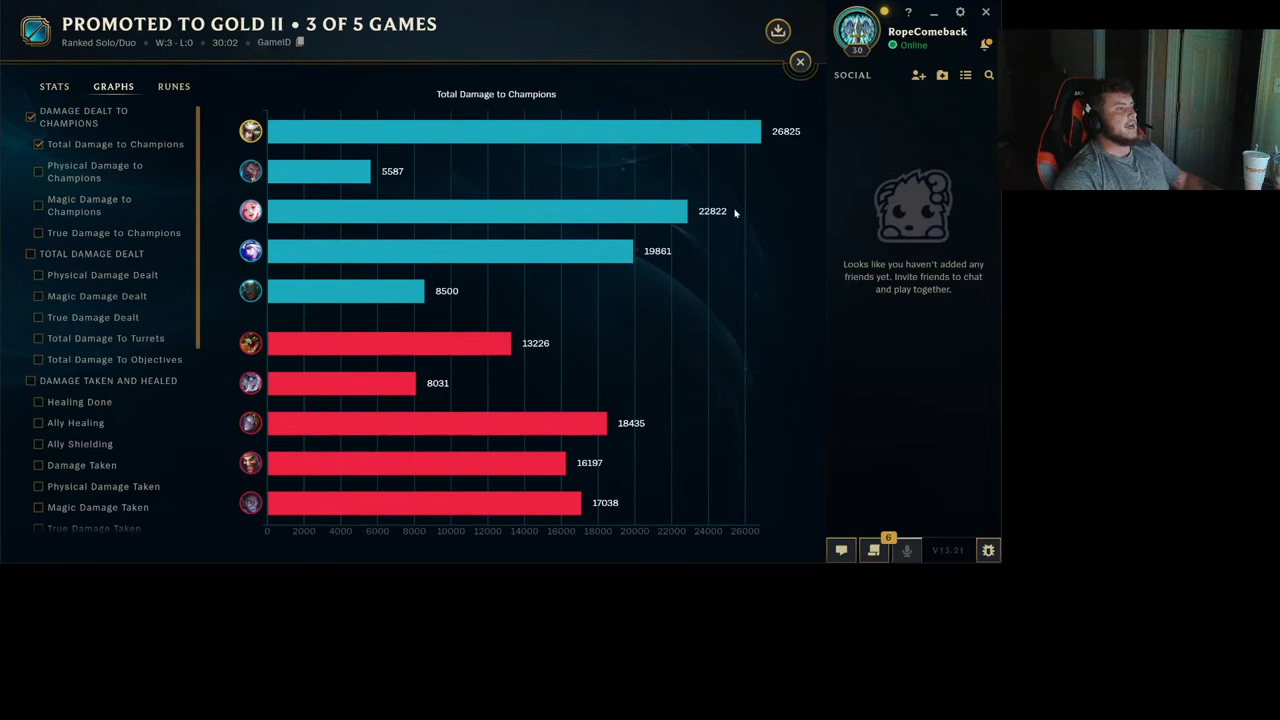 PROMOTED TO GOLD II • 3 OF 5 GAMES
Ranked Solo/Duo • W:3 - L:0 • 30:02 GameID
STATS GRAPHS RUNES
DAMAGE DEALT TO
CHAMPIONS
Total Damage to Champions
Physical Damage to
Champions
Magic Damage to
Champions
True Damage to Champions
TOTAL DAMAGE DEALT
Physical Damage Dealt
Magic Damage Dealt
True Damage Dealt
Total Damage To Turrets
Total Damage To Objectives
DAMAGE TAKEN AND HEALED
Healing Done
Ally Healing
Ally Shielding
Damage Taken
Physical Damage Taken
Magic Damage Taken
True Damage Taken
Total Damage to Champions
26825
5587
22822
19861
8500
13226
8031
18435
16197
17038
0 2000 4000 6000 8000 10000 12000 14000 16000 18000 20000 22000 24000 26000
?
30
RopeComeback
Online
SOCIAL
Looks like you haven't added any
friends yet. Invite friends to chat
and play together.
6
V13.21